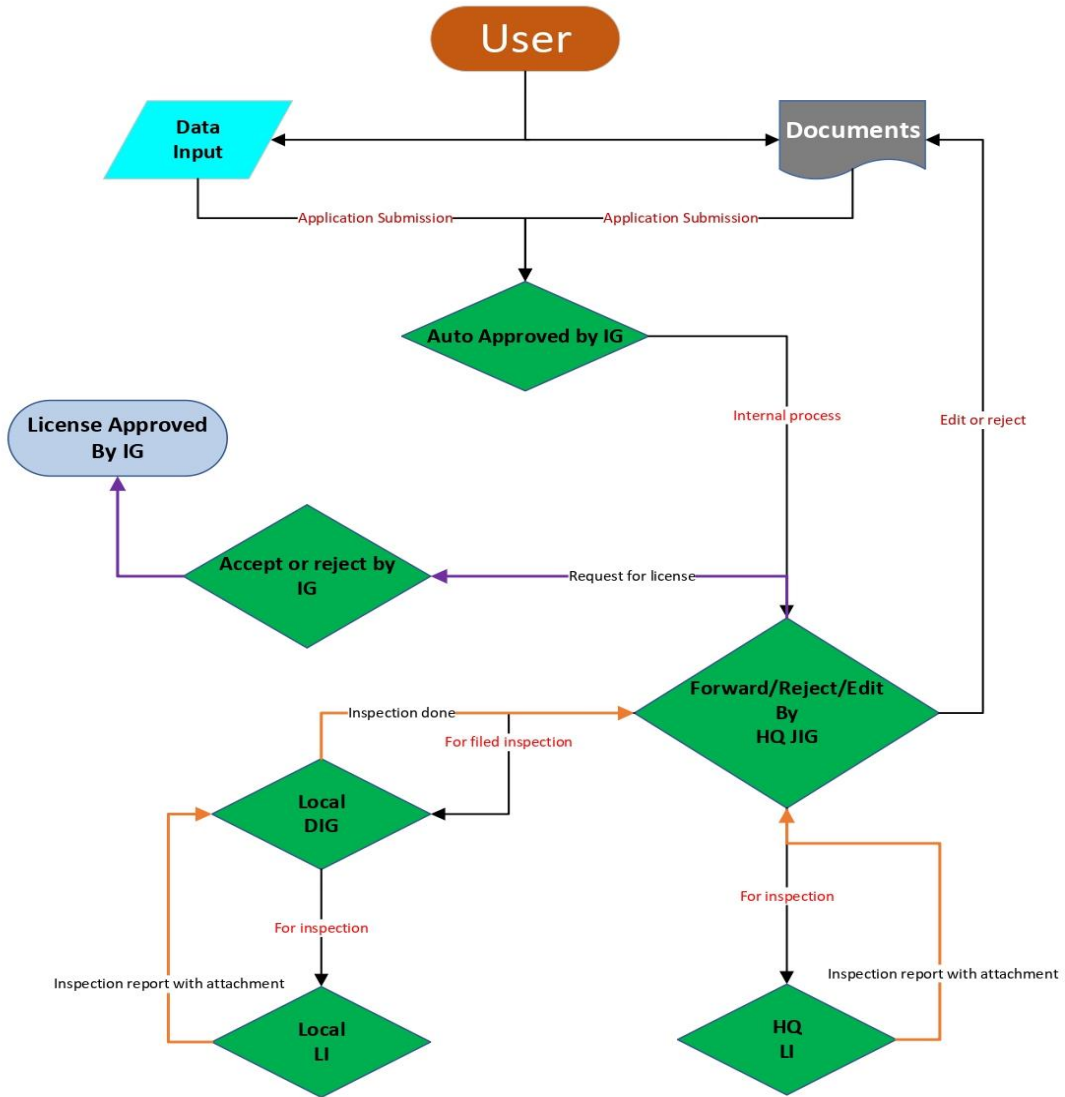 User
Data
Input
Documents
Application Submission
Application Submission
Auto Approved by IG
Internal process
Edit or reject
License Approved
By IG
Accept or reject by
IG
Request for license
Forward/Reject/Edit
By
HQ JIG
Inspection done
For filed inspection
Local
DIG
For inspection
For inspection
Inspection report with attachment
Inspection report with attachment
Local
LI
HQ
LI